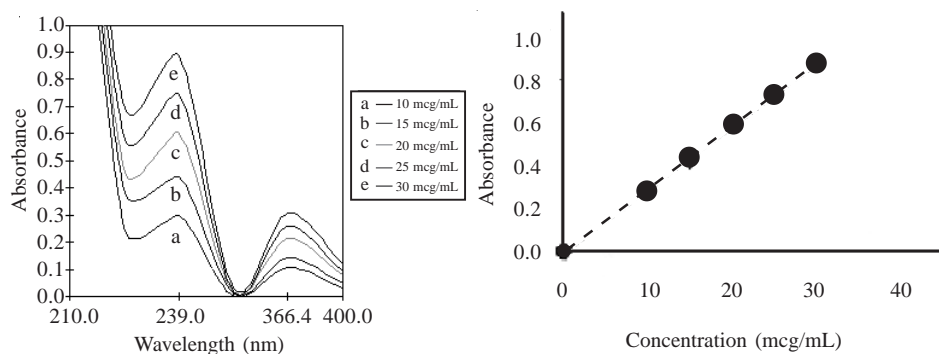 Absorbance
1.0
0.9
0.8
0.7
0.6
0.5
0.4
0.3
0.2
0.1
0.0
e
d
c
b
a
210.0 239.0 366.4 400.0
Wavelength (nm)
a 10 mcg/mL
b 15 mcg/mL
c 20 mcg/mL
d 25 mcg/mL
e 30 mcg/mL
Absorbance
1.0
0.8
0.6
0.4
0.2
0.0
0 10 20 30 40
Concentration (mcg/mL)